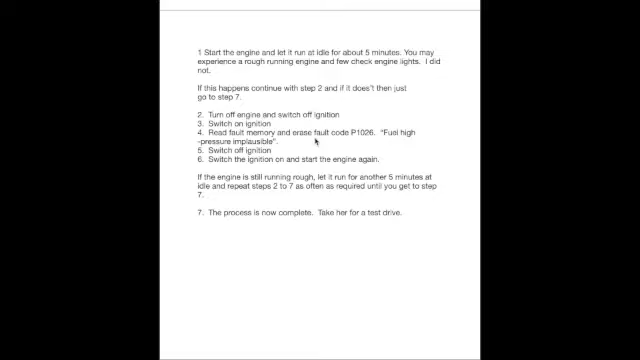 1 Start the engine and let it run at idle for about 5 minutes. You may
experience a rough running engine and few check engine lights. I did
not.
If this happens continue with step 2 and if it does't then just
go to step 7.
2. Turn off engine and switch off ignition
3. Switch on ignition
4. Read fault memory and erase fault code P1026. "Fuel high
-pressure implausible".
5. Switch off ignition
6. Switch the ignition on and start the engine again.
If the engine is still running rough, let it run for another 5 minutes at
idle and repeat steps 2 to 7 as often as required until you get to step
7.
7. The process is now complete. Take her for a test drive.